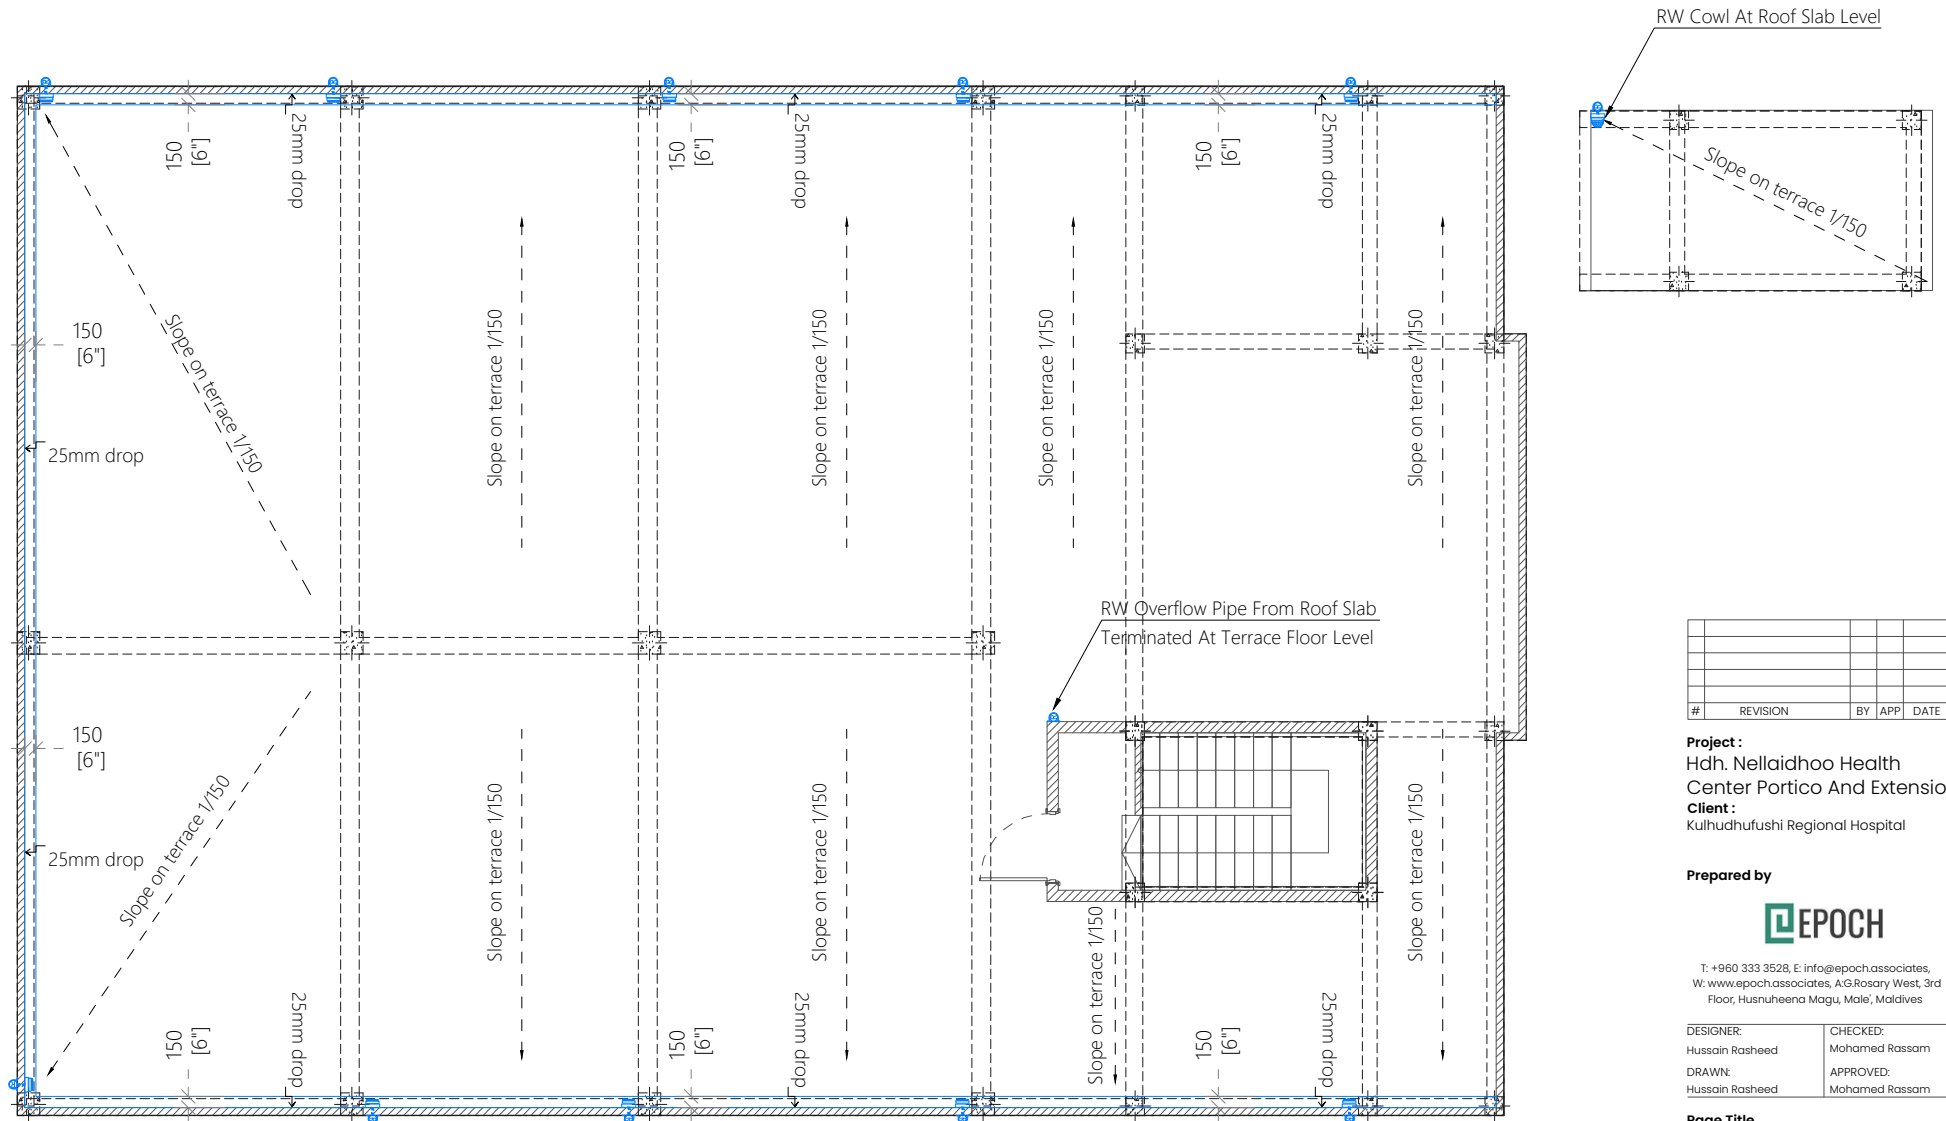 RW Cowl At Roof Slab Level
Slope on terrace 1/150
150
[6"]
25mm drop
150
[6"]
25mm drop
150
[6"]
25mm drop
150
[6"]
25mm drop
Slope on terrace 1/150
Slope on terrace 1/150
Slope on terrace 1/150
Slope on terrace 1/150
Slope on terrace 1/150
RW Overflow Pipe From Roof Slab
Terminated At Terrace Floor Level
150
[6"]
25mm drop
Slope on terrace 1/150
Slope on terrace 1/150
Slope on terrace 1/150
Slope on terrace 1/150
Slope on terrace 1/150
150
[6"]
25mm drop
150
[6"]
25mm drop
150
[6"]
25mm drop
# REVISION BY APP DATE
Project :
Hdh. Nellaidhoo Health
Center Portico And Extensio
Client :
Kulhudhufushi Regional Hospital
Prepared by
EPOCH
T: +960 333 3528, E: info@epoch.associates,
W: www.epoch.associates, A:G.Rosary West, 3rd
Floor, Husnuheena Magu, Male', Maldives
DESIGNER: CHECKED:
Hussain Rasheed Mohamed Rassam
DRAWN: APPROVED:
Hussain Rasheed Mohamed Rassam
Page Title